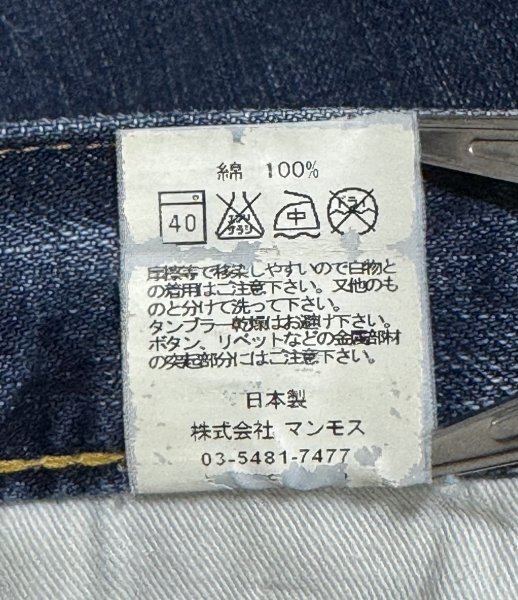 綿 100%
40 エンソ サラシ 中 ドライ
摩擦等で移染しやすいので白物と
の着用はご注意下さい。又他のも
のと分けて洗って下さい。
タンブラー乾燥はお避け下さい。
ボタン、リベットなどの金属部材
の突起部分にはご注意下さい。
日本製
株式会社 マンモス
03-5481-7477